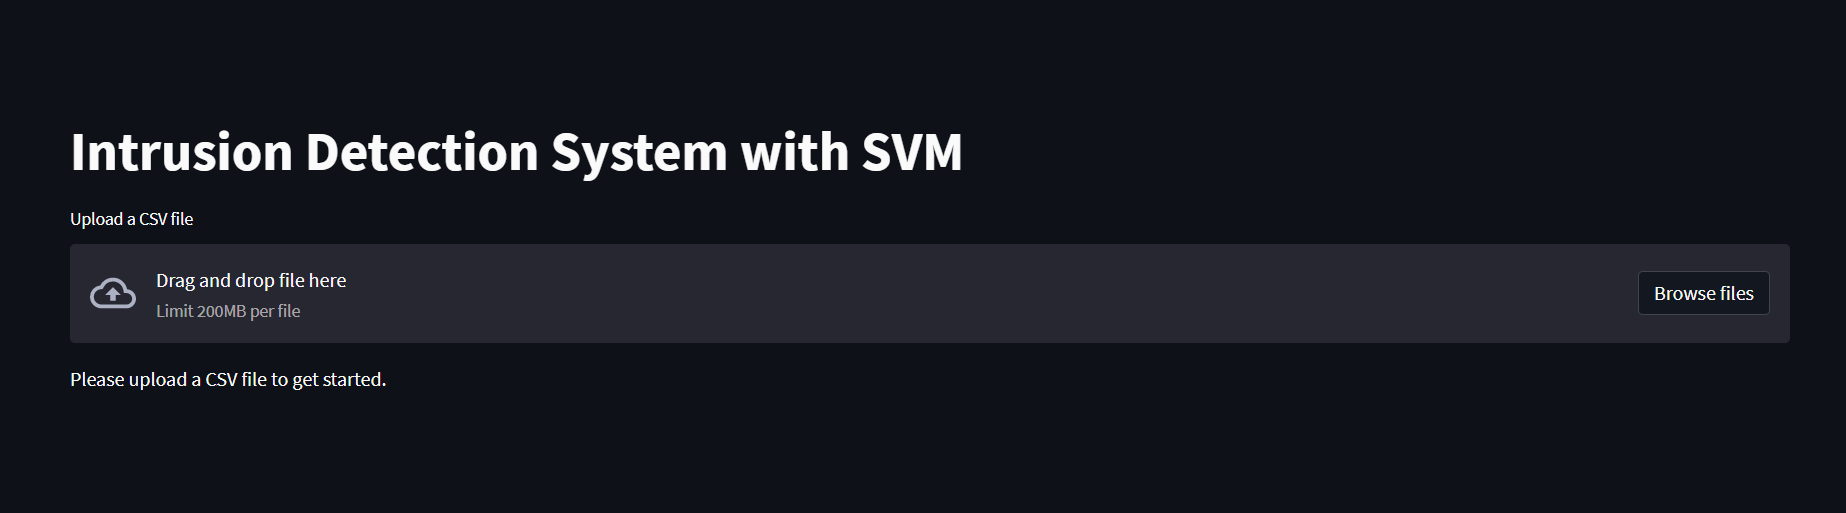 Intrusion Detection System with SVM
Upload a CSV file
Drag and drop file here
Limit 200MB per file
Browse files
Please upload a CSV file to get started.